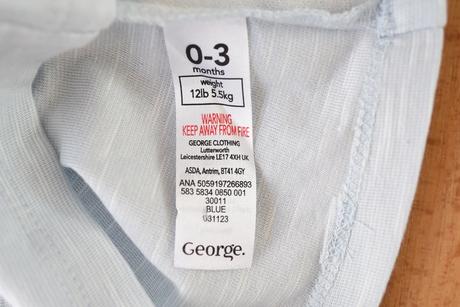 0-3
months
weight
12lb 5.5kg
WARNING
KEEP AWAY FROM FIRE
GEORGE CLOTHING
Lutterworth
Leicestershire LE17 4XH UK
ASDA, Antrim, BT41 4GY
ANA 5059197266893
583 5834 0850 001
30011
BLUE
031123
George.